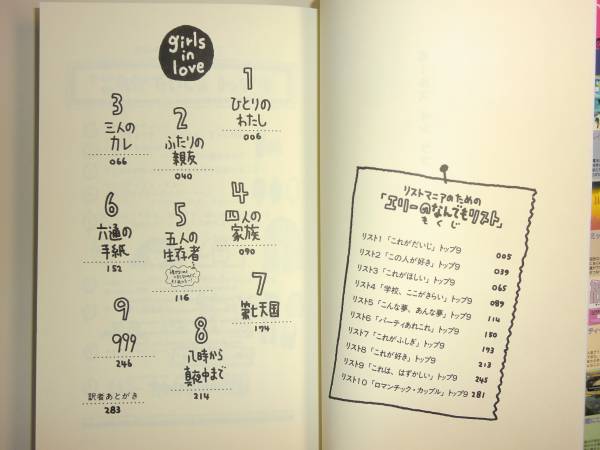 girls
in
love
1
ひとりの
わたし
006
2
ふたりの
親友
040
3
三人の
カレ
066
4
四人の
家族
090
5
五人の
生存者
116
6
六通の
手紙
152
7
第七天国
174
8
八時から
真夜中まで
214
9
999
246
訳者あとがき
283
リストマニアのための
「エリー@なんでもリスト」
もくじ
リスト1「これがだいじ」トップ9 005
リスト2「この人が好き」トップ9 039
リスト3「これがほしい」トップ9 065
リスト4「学校、ここがきらい」トップ9 089
リスト5「こんな夢、あんな夢」トップ9 114
リスト6「パーティあれこれ」トップ9 150
リスト7「これがふしぎ」トップ9 173
リスト8「これが好き」トップ9 213
リスト9「これは、はずかしい」トップ9 245
リスト10「ロマンチック・カップル」トップ9 281